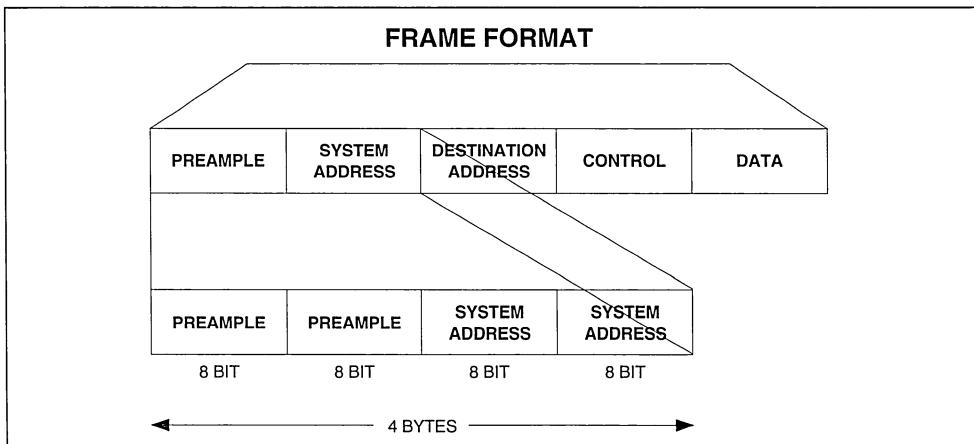 FRAME FORMAT
PREAMPLE
SYSTEM
ADDRESS
DESTINATION
ADDRESS
CONTROL
DATA
PREAMPLE
PREAMPLE
SYSTEM
ADDRESS
SYSTEM
ADDRESS
8 BIT
8 BIT
8 BIT
8 BIT
4 BYTES